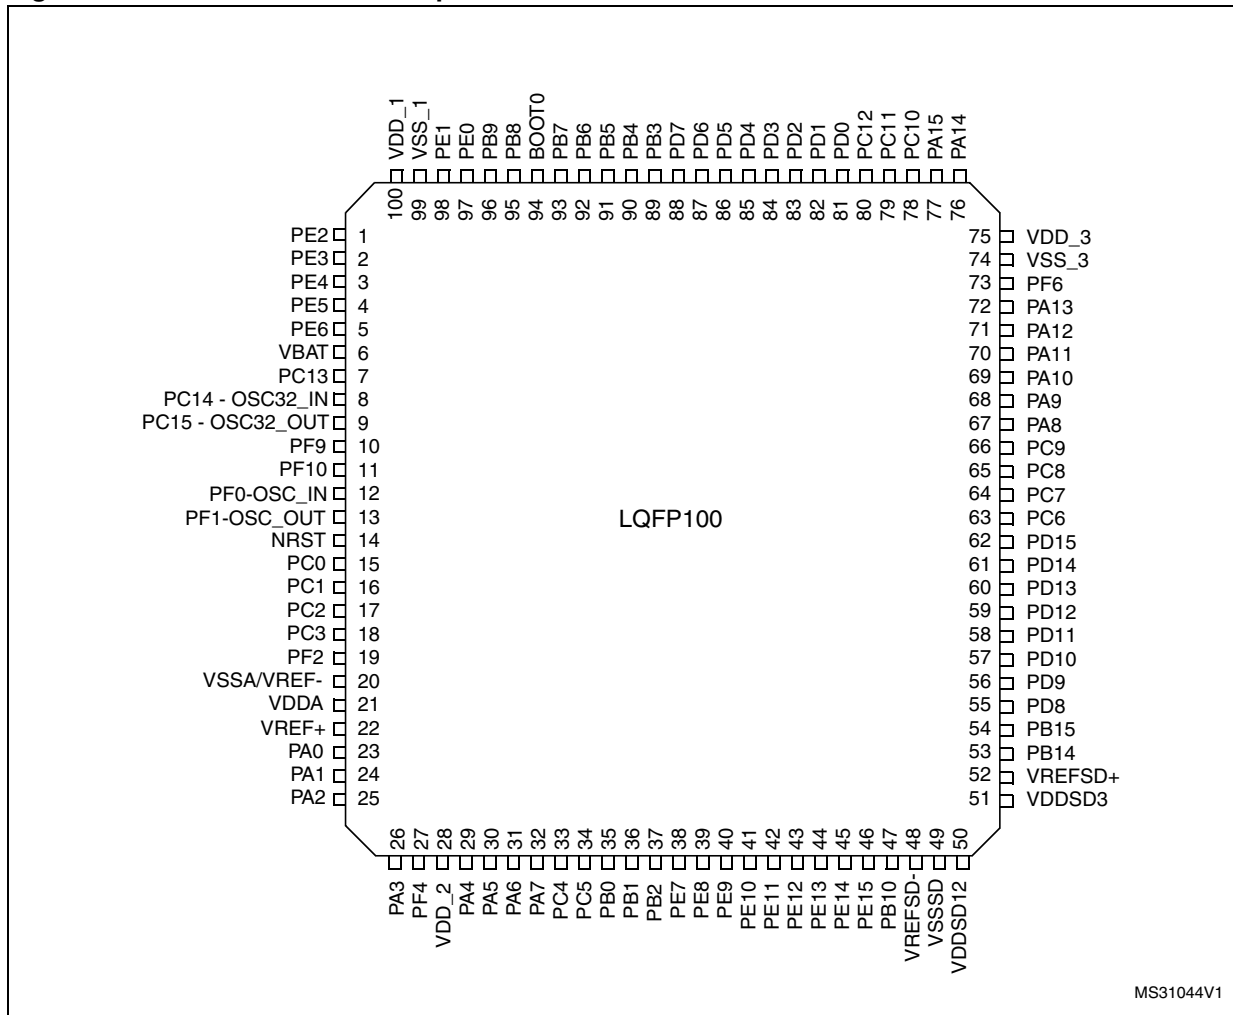 VDD_1
VSS_1
PE1
PE0
PB9
PB8
BOOT0
PB7
PB6
PB5
PB4
PB3
PD7
PD6
PD5
PD4
PD3
PD2
PD1
PD0
PC12
PC11
PC10
PA15
PA14
100
99
98
97
96
95
94
93
92
91
90
89
88
87
86
85
84
83
82
81
80
79
78
77
76
PE2 1
PE3 2
PE4 3
PE5 4
PE6 5
VBAT 6
PC13 7
PC14 - OSC32_IN 8
PC15 - OSC32_OUT 9
PF9 10
PF10 11
PF0-OSC_IN 12
PF1-OSC_OUT 13
NRST 14
PC0 15
PC1 16
PC2 17
PC3 18
PF2 19
VSSA/VREF- 20
VDDA 21
VREF+ 22
PA0 23
PA1 24
PA2 25
LQFP100
75 VDD_3
74 VSS_3
73 PF6
72 PA13
71 PA12
70 PA11
69 PA10
68 PA9
67 PA8
66 PC9
65 PC8
64 PC7
63 PC6
62 PD15
61 PD14
60 PD13
59 PD12
58 PD11
57 PD10
56 PD9
55 PD8
54 PB15
53 PB14
52 VREFSD+
51 VDDSD3
26
27
28
29
30
31
32
33
34
35
36
37
38
39
40
41
42
43
44
45
46
47
48
49
50
PA3
PF4
VDD_2
PA4
PA5
PA6
PA7
PC4
PC5
PB0
PB1
PB2
PE7
PE8
PE9
PE10
PE11
PE12
PE13
PE14
PE15
PB10
VREFSD-
VSSSD
VDDSD12
MS31044V1